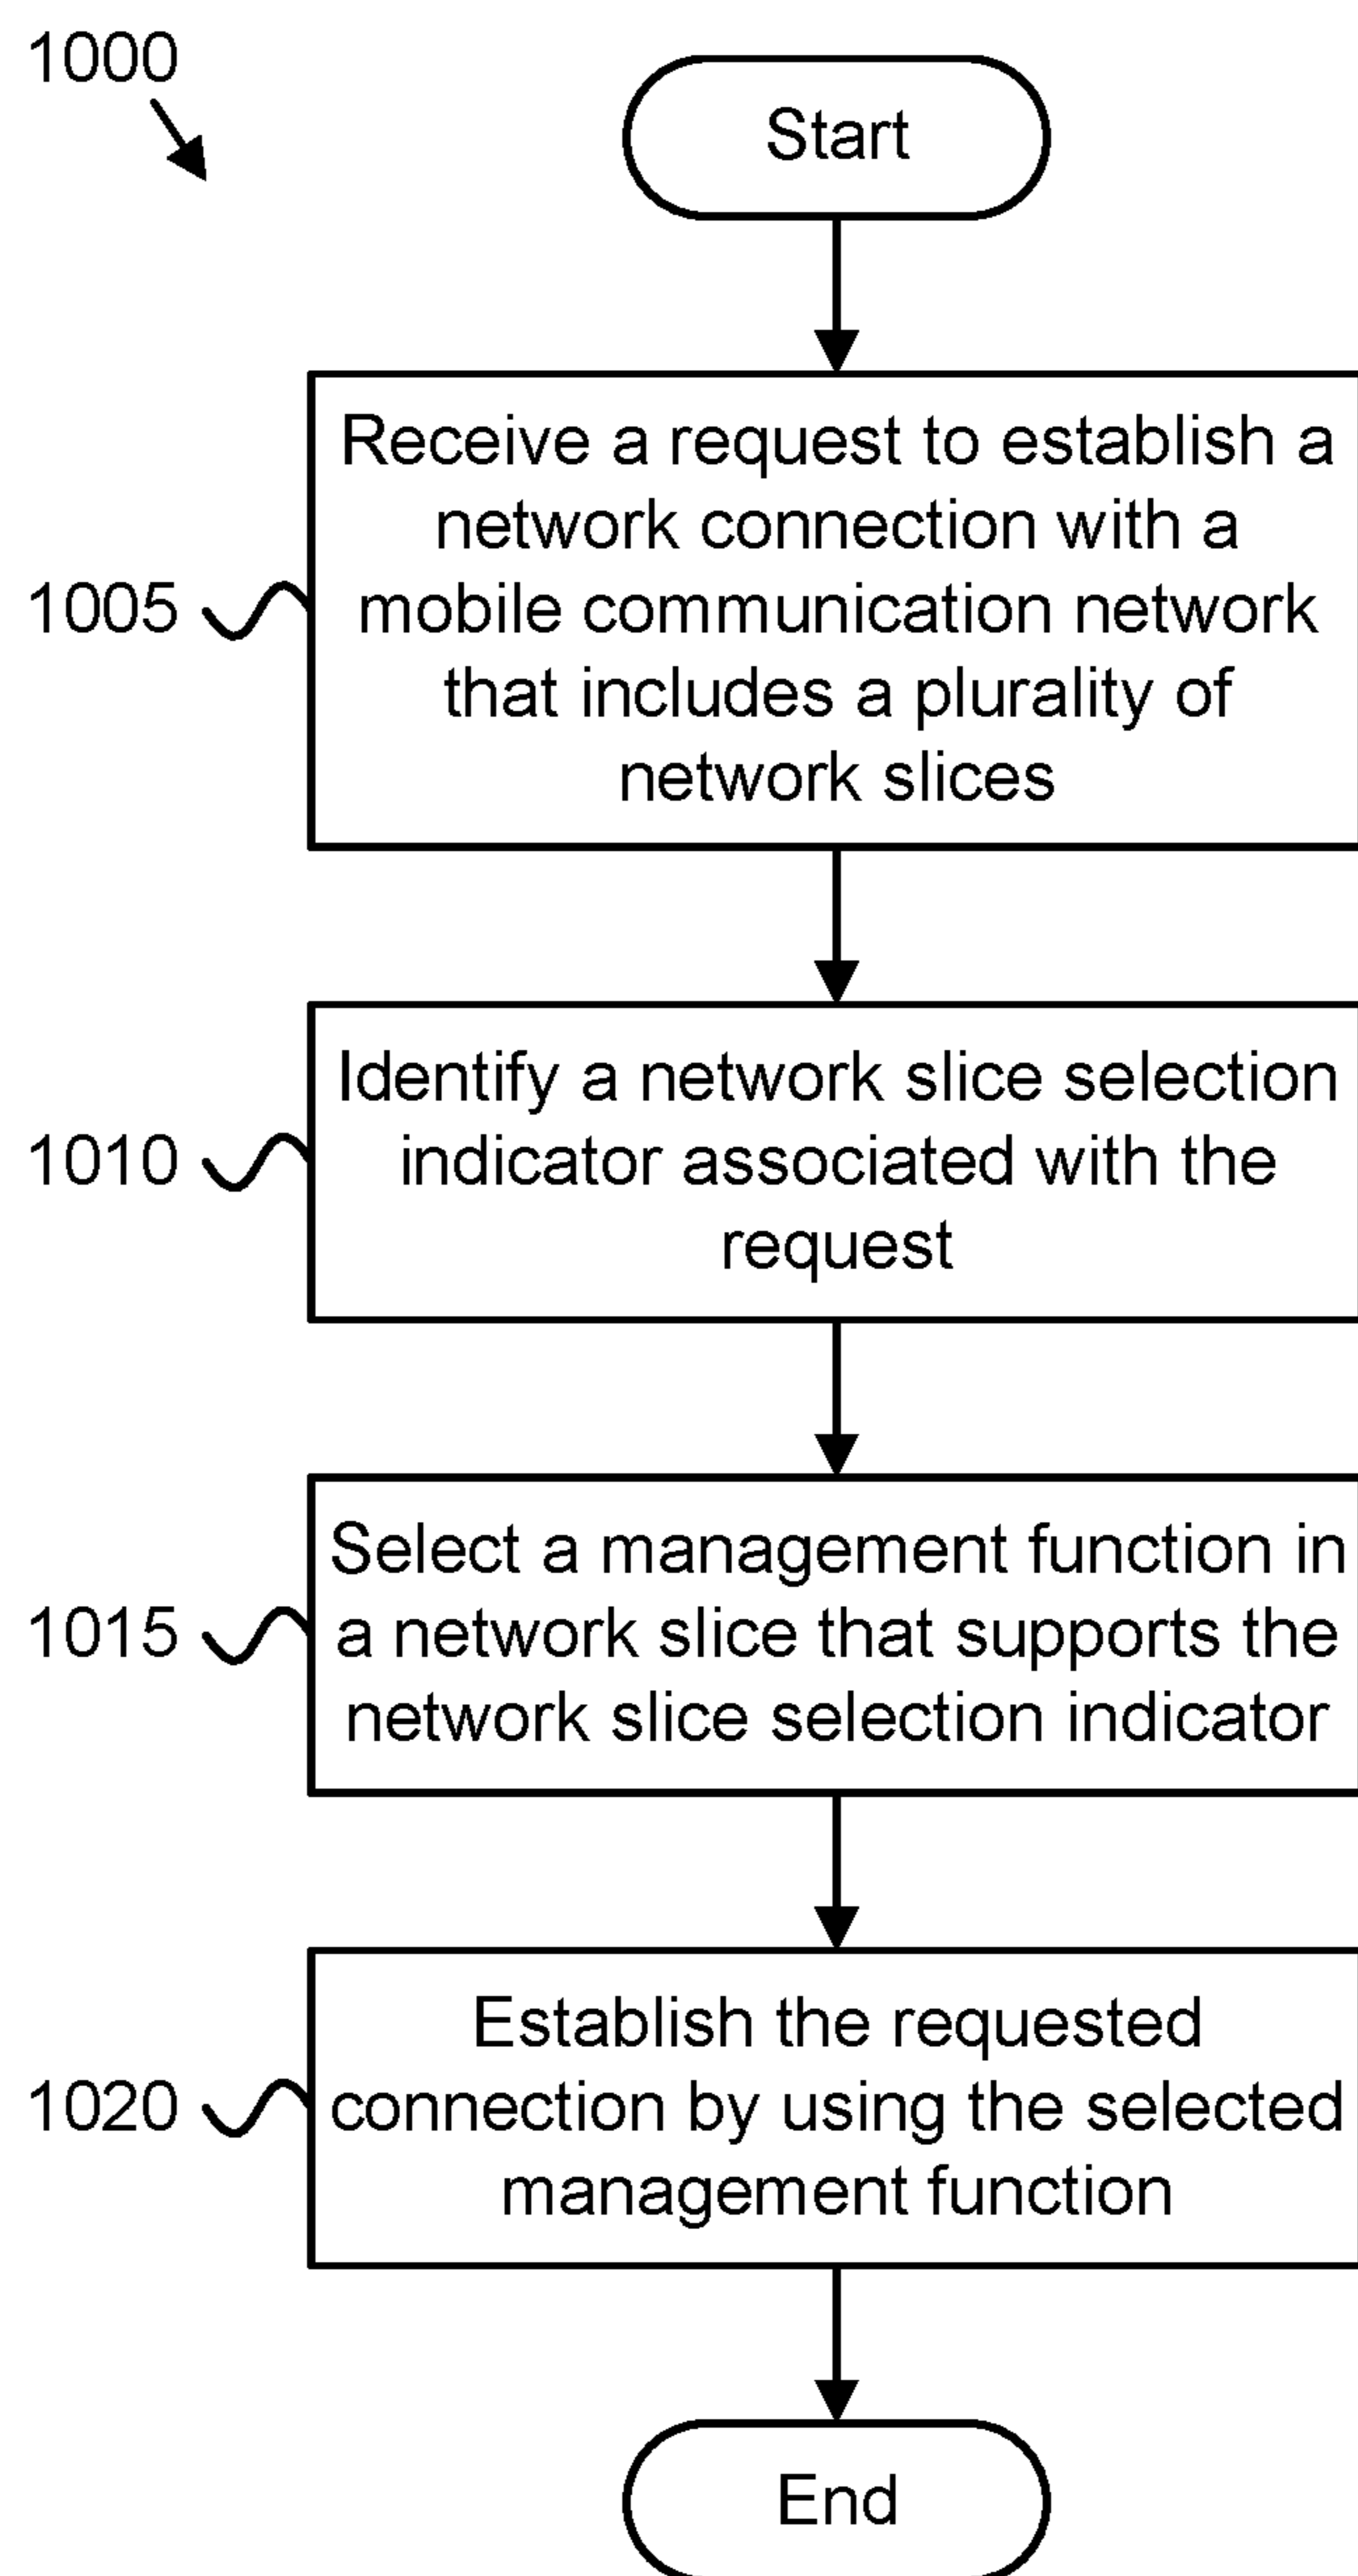 1000
Start
1005
Receive a request to establish a
network connection with a
mobile communication network
that includes a plurality of
network slices
1010
Identify a network slice selection
indicator associated with the
request
1015
Select a management function in
a network slice that supports the
network slice selection indicator
1020
Establish the requested
connection by using the selected
management function
End